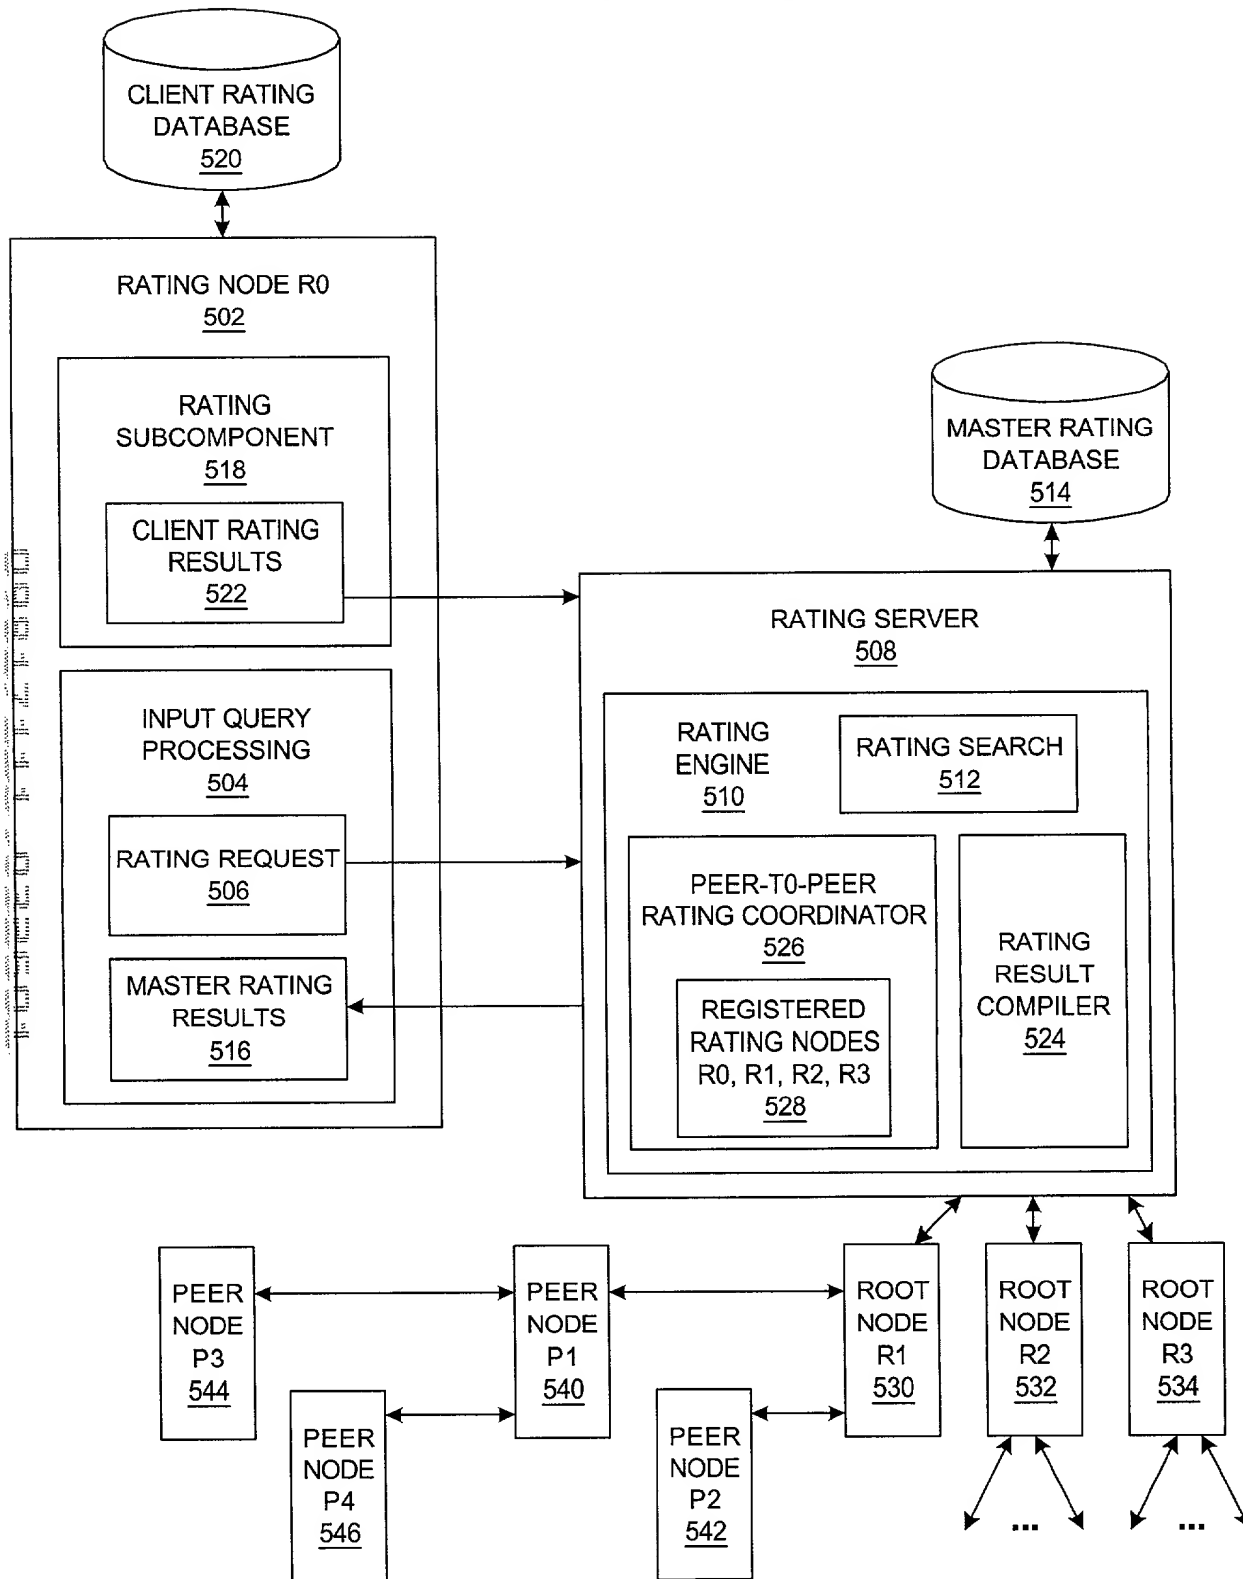 CLIENT RATING
DATABASE
520
RATING NODE R0
502
RATING
SUBCOMPONENT
518
CLIENT RATING
RESULTS
522
INPUT QUERY
PROCESSING
504
RATING REQUEST
506
MASTER RATING
RESULTS
516
MASTER RATING
DATABASE
514
RATING SERVER
508
RATING
ENGINE
510
RATING SEARCH
512
PEER-T0-PEER
RATING COORDINATOR
526
REGISTERED
RATING NODES
R0, R1, R2, R3
528
RATING
RESULT
COMPILER
524
PEER
NODE
P3
544
PEER
NODE
P4
546
PEER
NODE
P1
540
PEER
NODE
P2
542
ROOT
NODE
R1
530
ROOT
NODE
R2
532
ROOT
NODE
R3
534
...
...